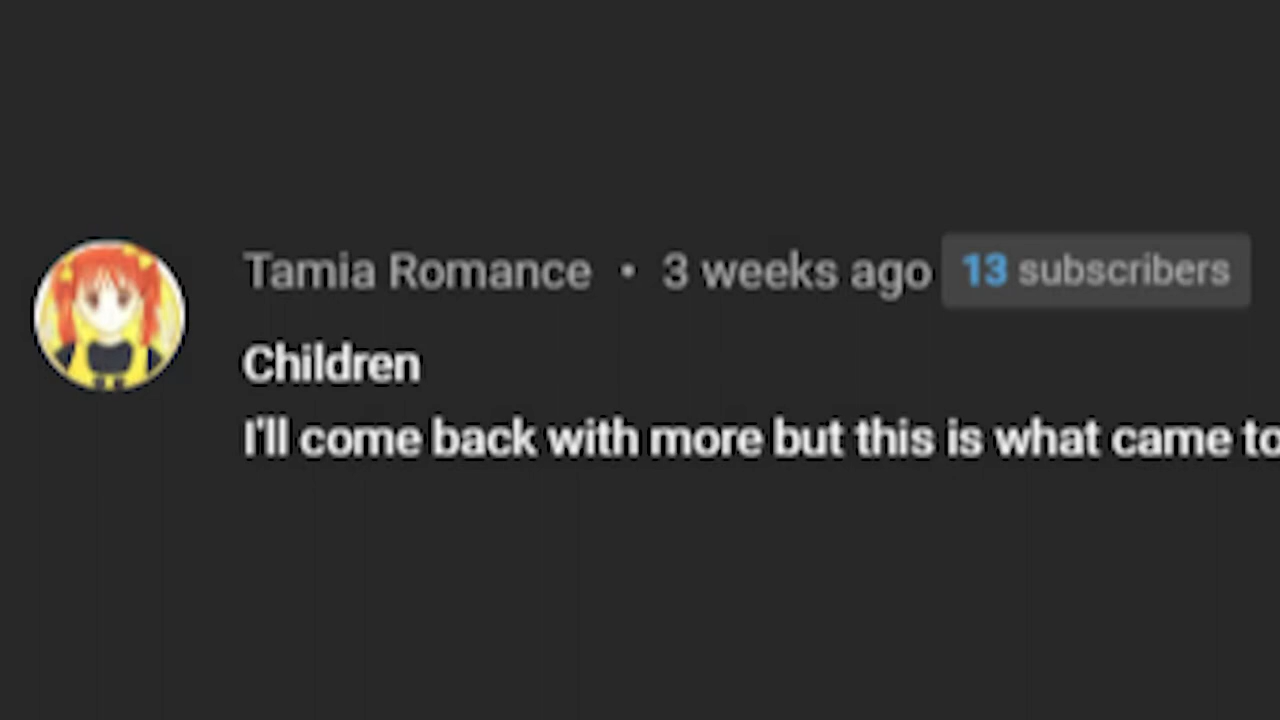 Tamia Romance • 3 weeks ago 13 subscribers
Children
I'll come back with more but this is what came to